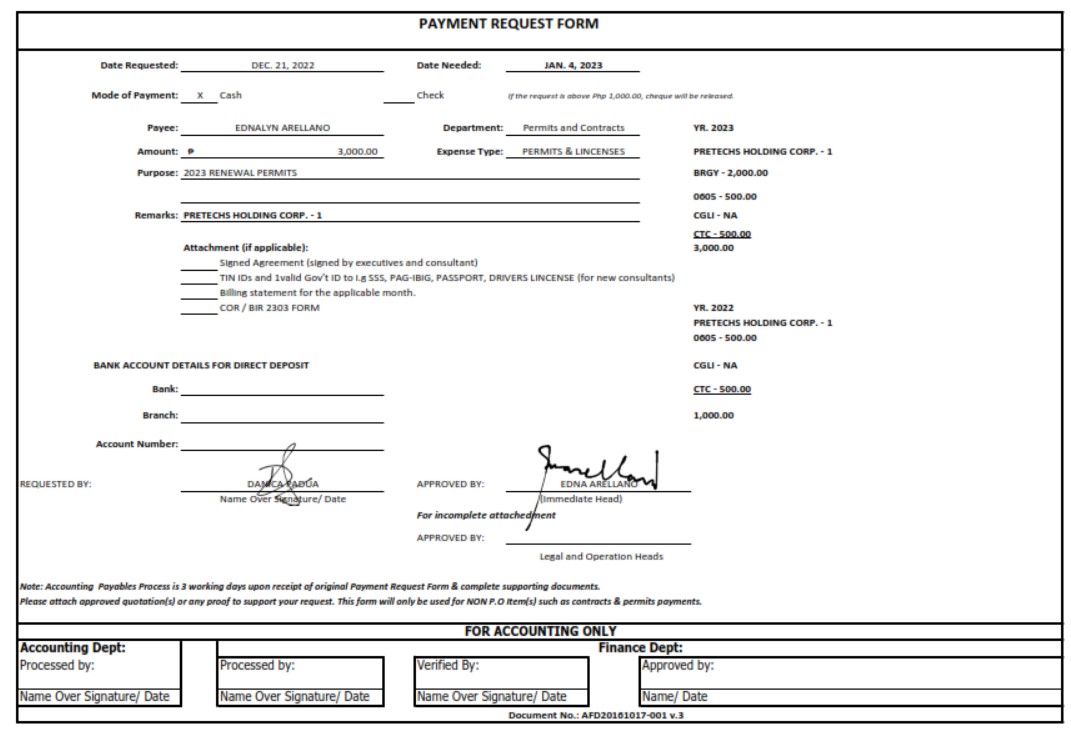 PAYMENT REQUEST FORM
Date Requested: DEC. 21, 2022 Date Needed: JAN. 4, 2023
Mode of Payment: X Cash Check If the request is above Php 1,000.00, cheque will be released.
Payee: EDNALYN ARELLANO Department: Permits and Contracts YR. 2023
Amount: ₱ 3,000.00 Expense Type: PERMITS & LINCENSES PRETECHS HOLDING CORP. - 1
Purpose: 2023 RENEWAL PERMITS BRGY - 2,000.00
0605 - 500.00
Remarks: PRETECHS HOLDING CORP. - 1 CGLI - NA
CTC - 500.00
Attachment (if applicable): 3,000.00
Signed Agreement (signed by executives and consultant)
TIN IDs and 1valid Gov't ID to i.g SSS, PAG-IBIG, PASSPORT, DRIVERS LINCENSE (for new consultants)
Billing statement for the applicable month.
COR / BIR 2303 FORM YR. 2022
PRETECHS HOLDING CORP. - 1
0605 - 500.00
BANK ACCOUNT DETAILS FOR DIRECT DEPOSIT CGLI - NA
Bank: CTC - 500.00
Branch: 1,000.00
Account Number:
REQUESTED BY: DANICA PADUA APPROVED BY: EDNA ARELLANO
Name Over Signature/ Date (Immediate Head)
For incomplete attachedment
APPROVED BY:
Legal and Operation Heads
Note: Accounting Payables Process is 3 working days upon receipt of original Payment Request Form & complete supporting documents.
Please attach approved quotation(s) or any proof to support your request. This form will only be used for NON P.O Item(s) such as contracts & permits payments.
FOR ACCOUNTING ONLY
Accounting Dept: Finance Dept:
Processed by: Processed by: Verified By: Approved by:
Name Over Signature/ Date Name Over Signature/ Date Name Over Signature/ Date Name/ Date
Document No.: AFD20161017-001 v.3